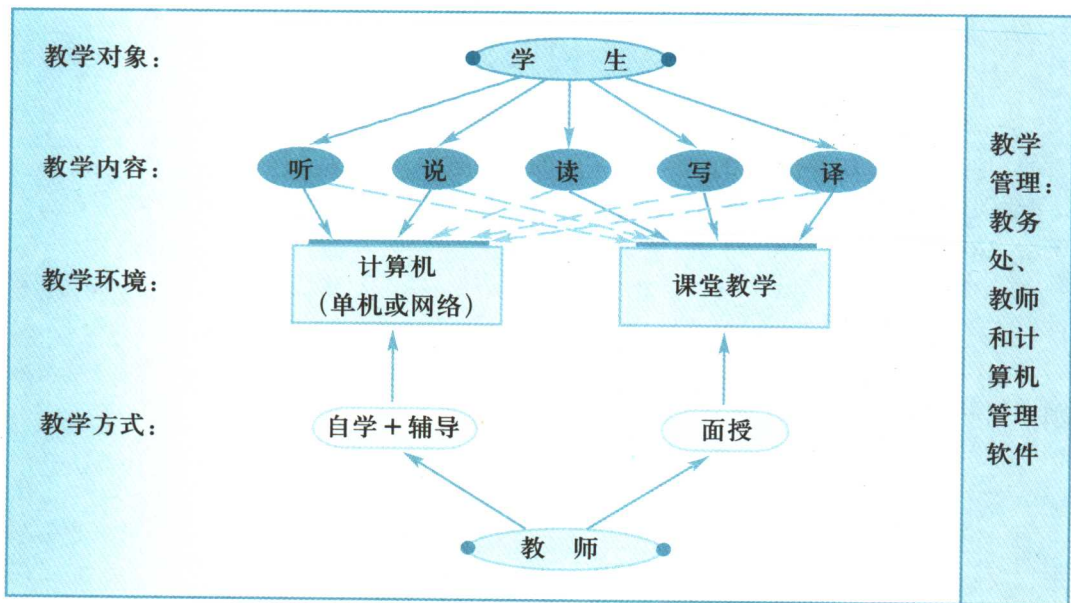 教学对象：
学 生
教学内容：
听 说 读 写 译
教学环境：
计算机
（单机或网络）
课堂教学
教学方式：
自学＋辅导
面授
教 师
教学
管理：
教务
处、
教师
和计
算机
管理
软件